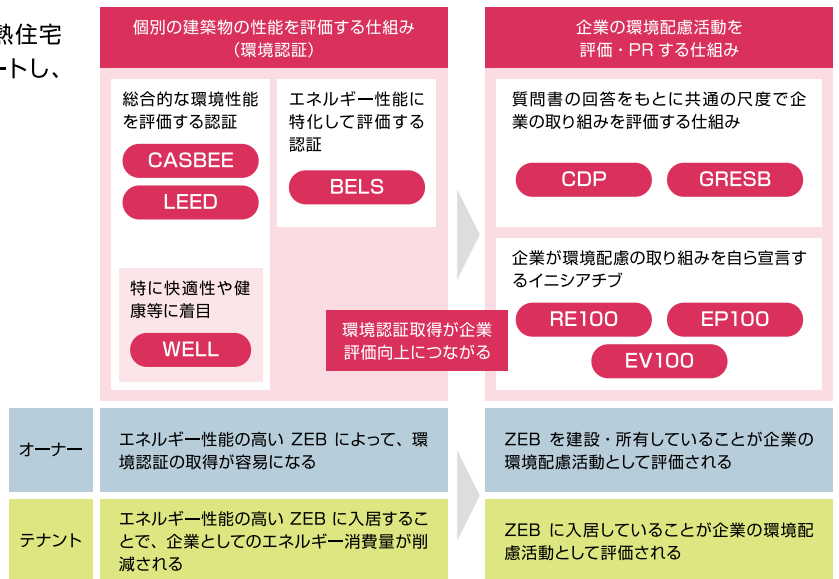 熱住宅
ートし、
個別の建築物の性能を評価する仕組み
（環境認証）
総合的な環境性能
を評価する認証
CASBEE
LEED
特に快適性や健
康等に着目
WELL
エネルギー性能に
特化して評価する
認証
BELS
環境認証取得が企業
評価向上につながる
企業の環境配慮活動を
評価・PR する仕組み
質問書の回答をもとに共通の尺度で企
業の取り組みを評価する仕組み
CDP
GRESB
企業が環境配慮の取り組みを自ら宣言す
るイニシアチブ
RE100
EP100
EV100
オーナー
エネルギー性能の高い ZEB によって、環
境認証の取得が容易になる
ZEB を建設・所有していることが企業の
環境配慮活動として評価される
テナント
エネルギー性能の高い ZEB に入居するこ
とで、企業としてのエネルギー消費量が削
減される
ZEB に入居していることが企業の環境配
慮活動として評価される